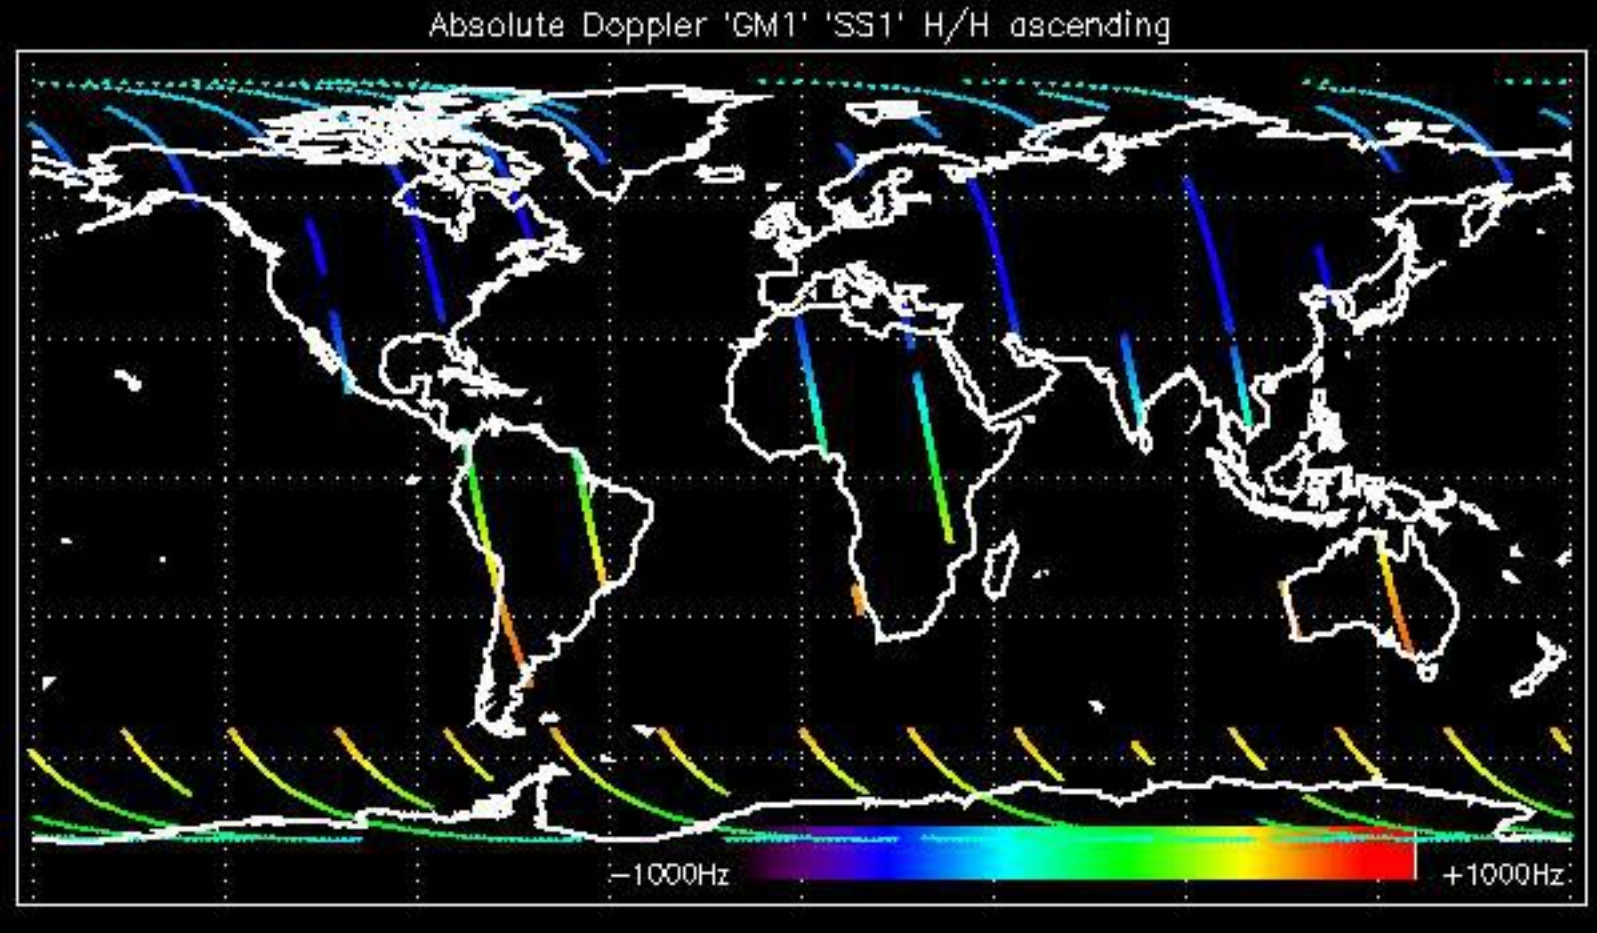 Absolute Doppler 'GM1' 'SS1' H/H ascending
−1000Hz +1000Hz